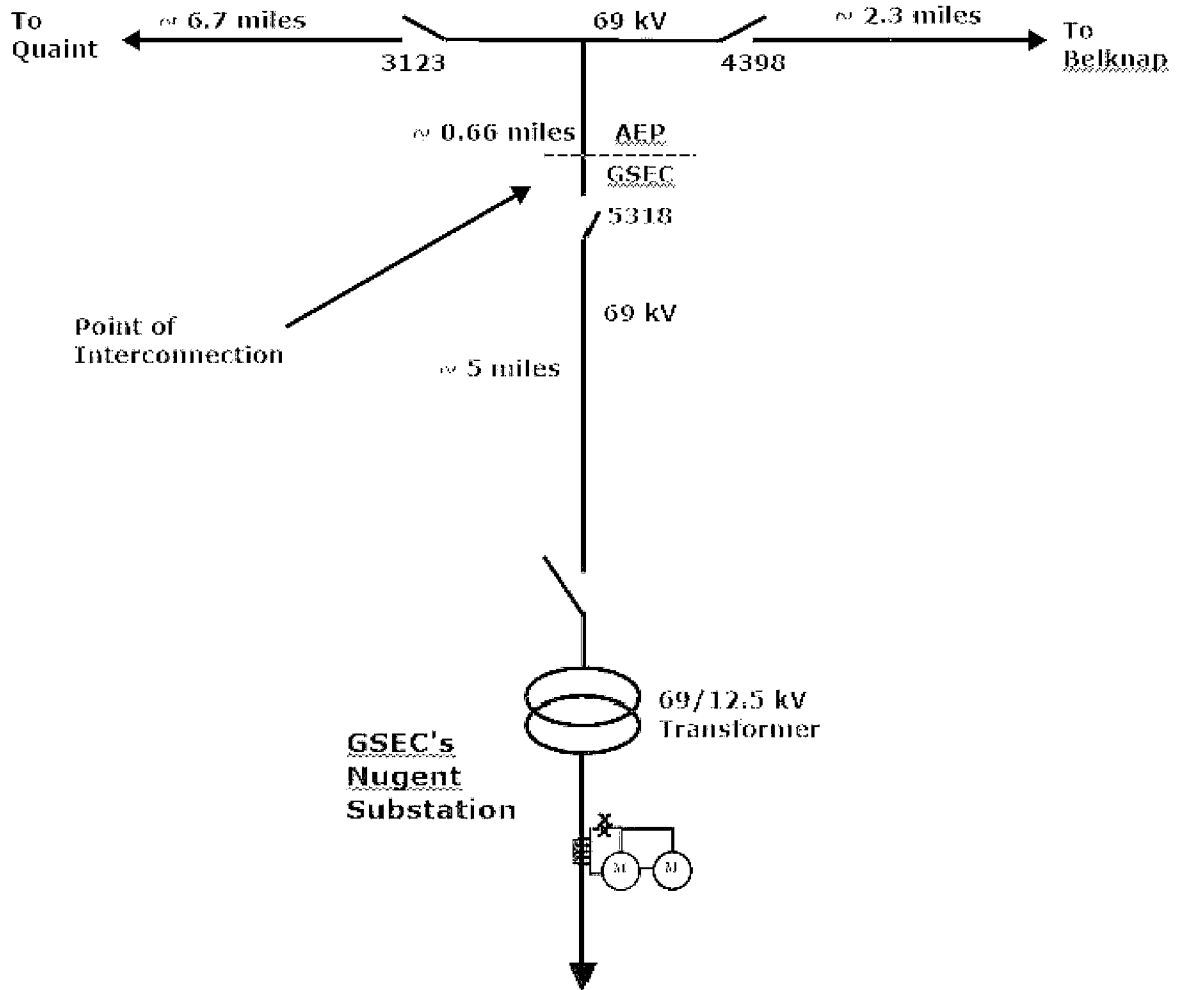 To
Quaint
~ 6.7 miles
69 kV
~ 2.3 miles
To
Belknap
3123
4398
~ 0.66 miles
AEP
GSEC
5318
69 kV
Point of
Interconnection
~ 5 miles
69/12.5 kV
Transformer
GSEC's
Nugent
Substation
M
M